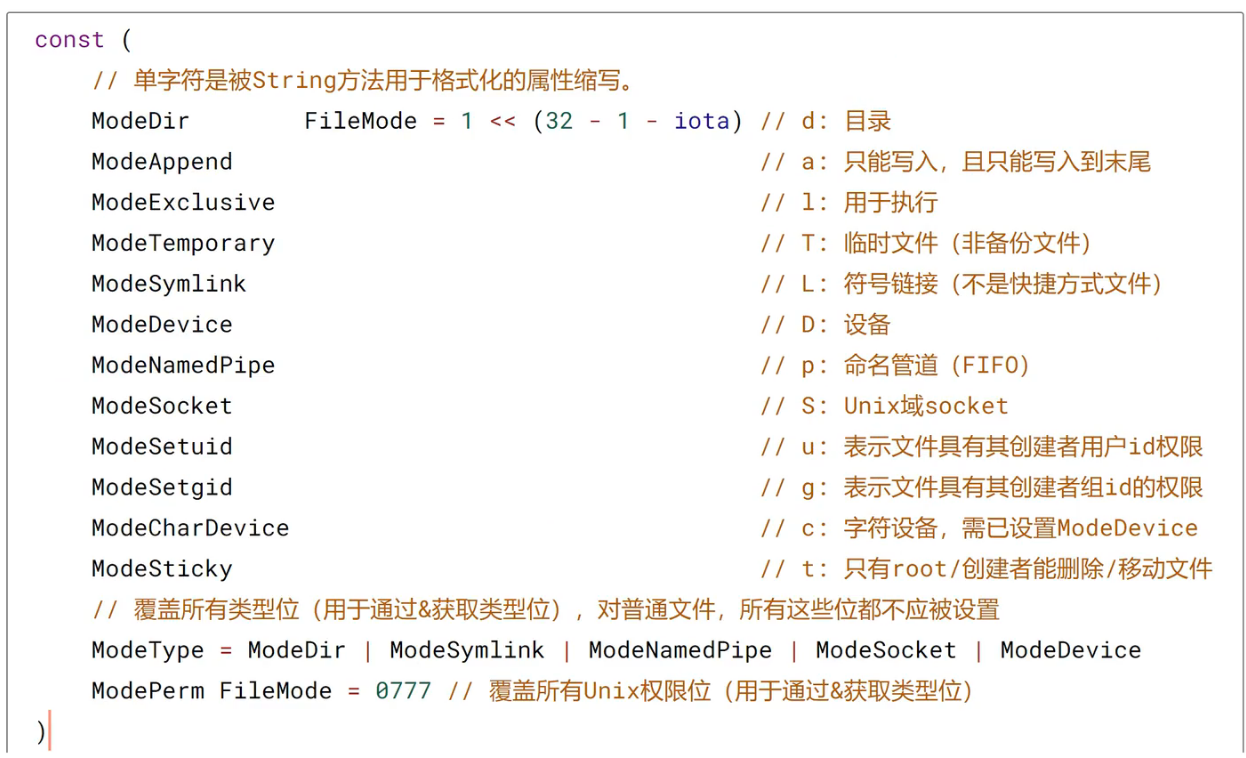 const (
// 单字符是被String方法用于格式化的属性缩写。
ModeDir FileMode = 1 << (32 - 1 - iota) // d: 目录
ModeAppend // a: 只能写入，且只能写入到末尾
ModeExclusive // l: 用于执行
ModeTemporary // T: 临时文件（非备份文件）
ModeSymlink // L: 符号链接（不是快捷方式文件）
ModeDevice // D: 设备
ModeNamedPipe // p: 命名管道（FIFO）
ModeSocket // S: Unix域socket
ModeSetuid // u: 表示文件具有其创建者用户id权限
ModeSetgid // g: 表示文件具有其创建者组id的权限
ModeCharDevice // c: 字符设备，需已设置ModeDevice
ModeSticky // t: 只有root/创建者能删除/移动文件
// 覆盖所有类型位（用于通过&获取类型位），对普通文件，所有这些位都不应被设置
ModeType = ModeDir | ModeSymlink | ModeNamedPipe | ModeSocket | ModeDevice
ModePerm FileMode = 0777 // 覆盖所有Unix权限位（用于通过&获取类型位）
)